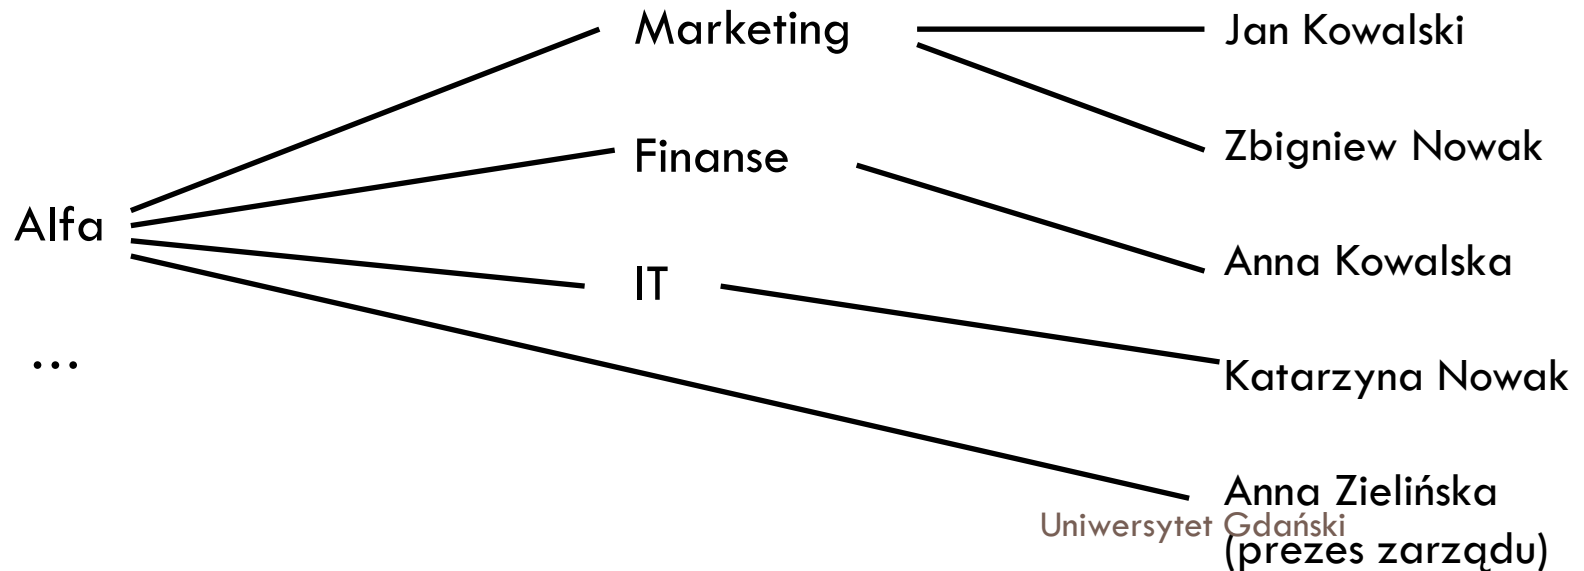 Marketing
Jan Kowalski
Zbigniew Nowak
Finanse
Alfa
Anna Kowalska
IT
...
Katarzyna Nowak
Anna Zielińska
Uniwersytet Gdański
(prezes zarządu)